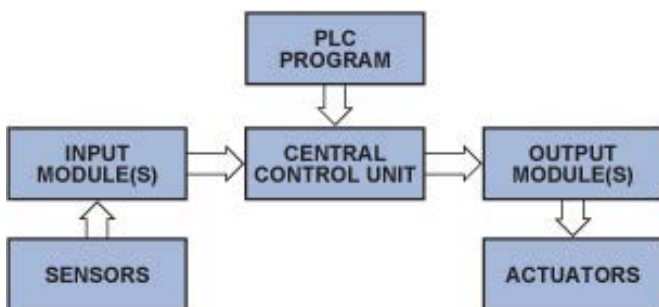 PLC
PROGRAM
INPUT
MODULE(S)
CENTRAL
CONTROL UNIT
OUTPUT
MODULE(S)
SENSORS
ACTUATORS